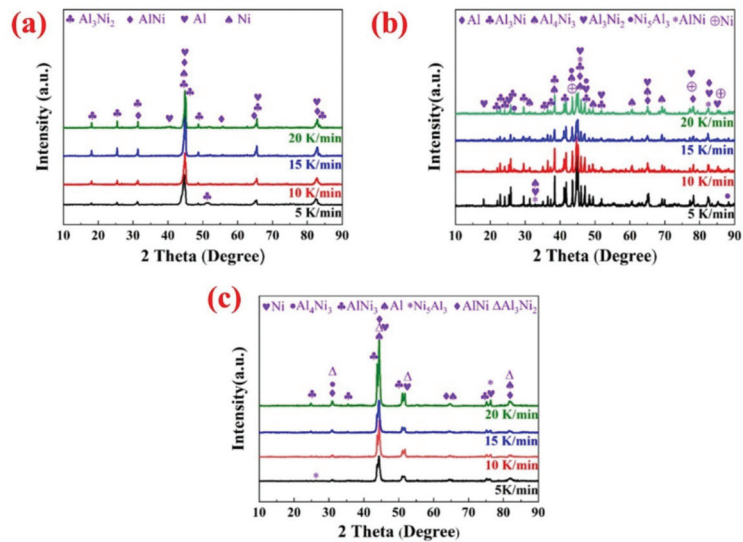 (a)
♣ Al3Ni2 ♦ AlNi ♥ Al ♠ Ni
Intensity (a.u.)
20 K/min
15 K/min
10 K/min
5 K/min
10 20 30 40 50 60 70 80 90
2 Theta (Degree)
(b)
♦ Al ♣ Al3Ni ♠ Al4Ni3 ♥ Al3Ni2 ● Ni5Al3 * AlNi ⊕ Ni
Intensity (a.u.)
20 K/min
15 K/min
10 K/min
5 K/min
10 20 30 40 50 60 70 80 90
2 Theta (Degree)
(c)
♥ Ni ● Al4Ni3 ♣ AlNi3 ♠ Al * Ni5Al3 ♦ AlNi Δ Al3Ni2
Intensity(a.u.)
20 K/min
15 K/min
10 K/min
5K/min
10 20 30 40 50 60 70 80 90
2 Theta (Degree)